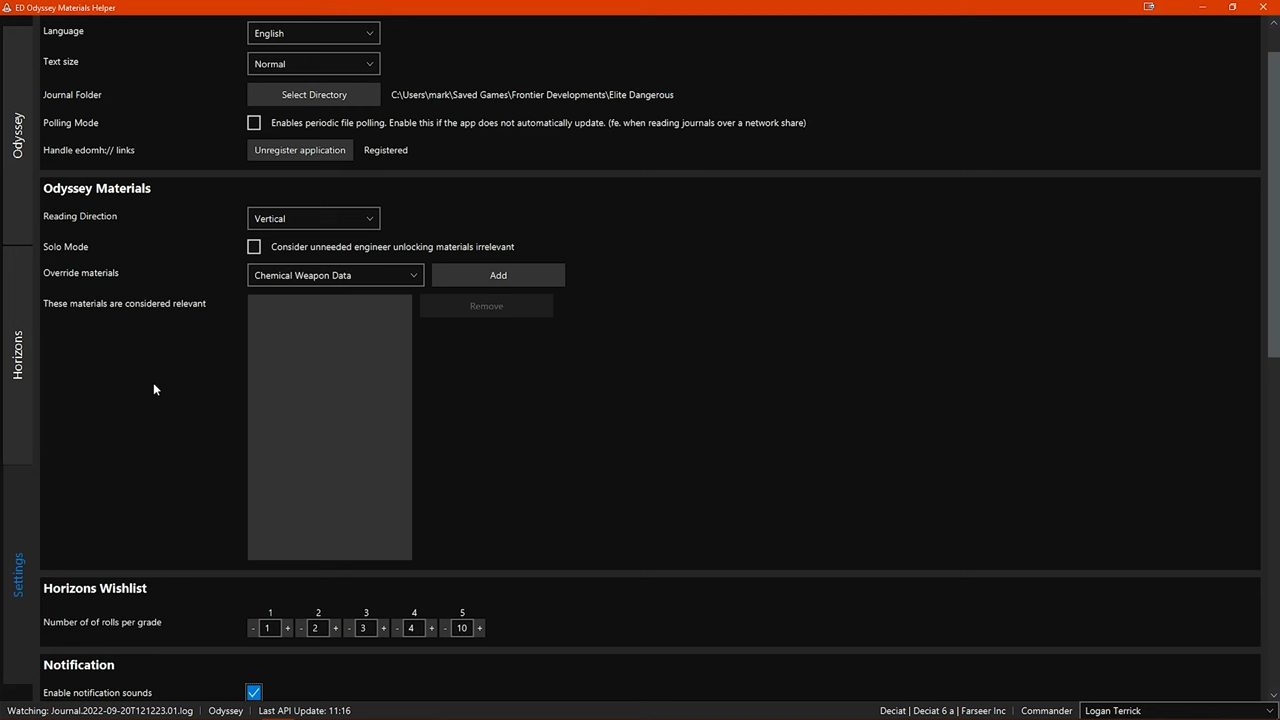 ED Odyssey Materials Helper
Language English
Text size Normal
Journal Folder Select Directory C:\Users\mark\Saved Games\Frontier Developments\Elite Dangerous
Polling Mode Enables periodic file polling. Enable this if the app does not automatically update. (fe. when reading journals over a network share)
Handle edomh:// links Unregister application Registered
Odyssey
Horizons
Settings
Odyssey Materials
Reading Direction Vertical
Solo Mode Consider unneeded engineer unlocking materials irrelevant
Override materials Chemical Weapon Data Add
These materials are considered relevant Remove
Horizons Wishlist
1 2 3 4 5
Number of of rolls per grade - 1 + - 2 + - 3 + - 4 + - 10 +
Notification
Enable notification sounds
Watching: Journal.2022-09-20T121223.01.log Odyssey Last API Update: 11:16 Deciat | Deciat 6 a | Farseer Inc Commander Logan Terrick